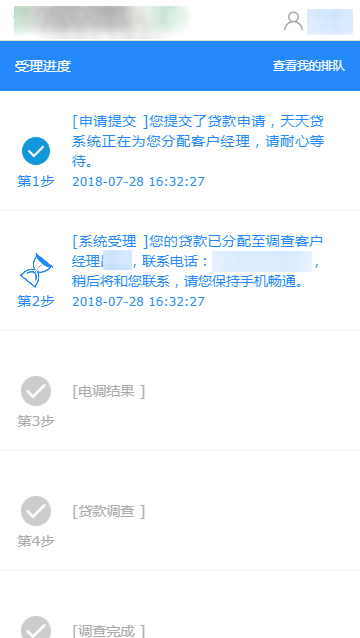 受理进度
查看我的排队
[申请提交 ]您提交了贷款申请，天天贷
系统正在为您分配客户经理，请耐心等
待。
第1步
2018-07-28 16:32:27
[系统受理 ]您的贷款已分配至调查客户
经理，联系电话：，
稍后将和您联系，请您保持手机畅通。
第2步
2018-07-28 16:32:27
[电调结果 ]
第3步
[贷款调查 ]
第4步
[调查完成 ]